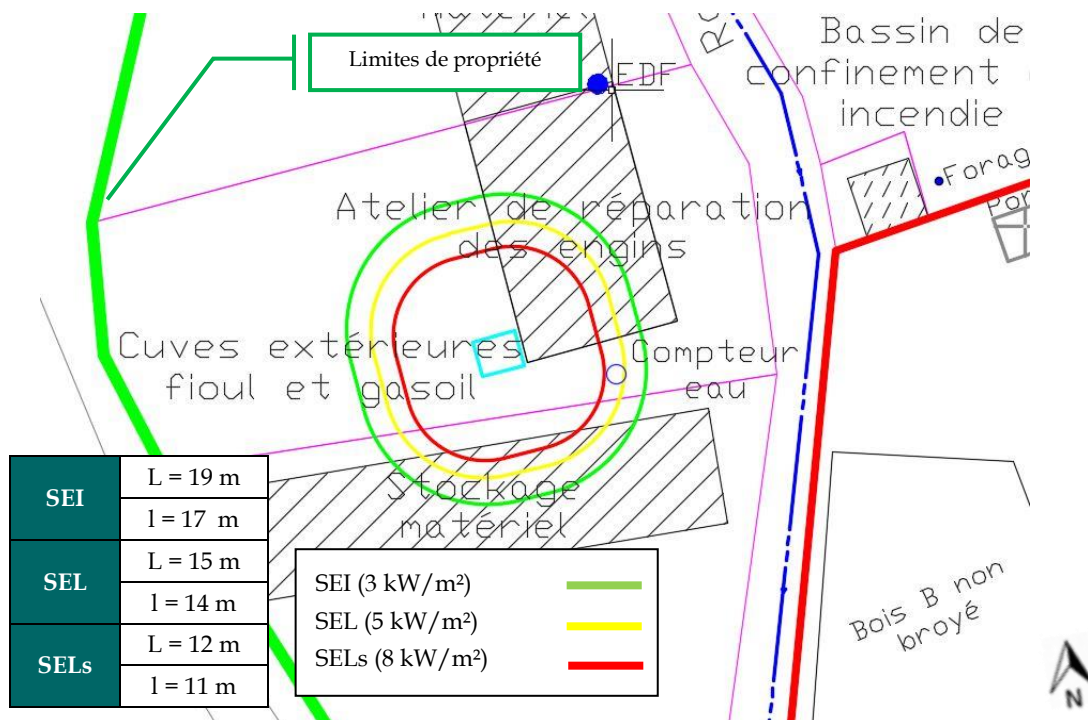 Limites de propriété
EDF
Bassin de
confinement
incendie
Atelier de réparation
des engins
Cuves extérieures
fioul et gasoil
Compteur
eau
Stockage
matériel
SEI
L = 19 m
l = 17 m
SEL
L = 15 m
l = 14 m
SELs
L = 12 m
l = 11 m
SEI (3 kW/m²)
SEL (5 kW/m²)
SELs (8 kW/m²)
Bois B non
broyé
N